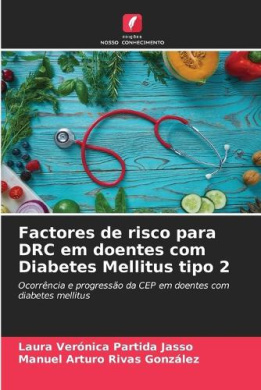 edições
NOSSO CONHECIMENTO
Factores de risco para
DRC em doentes com
Diabetes Mellitus tipo 2
Ocorrência e progressão da CEP em doentes com
diabetes mellitus
Laura Verónica Partida Jasso
Manuel Arturo Rivas González